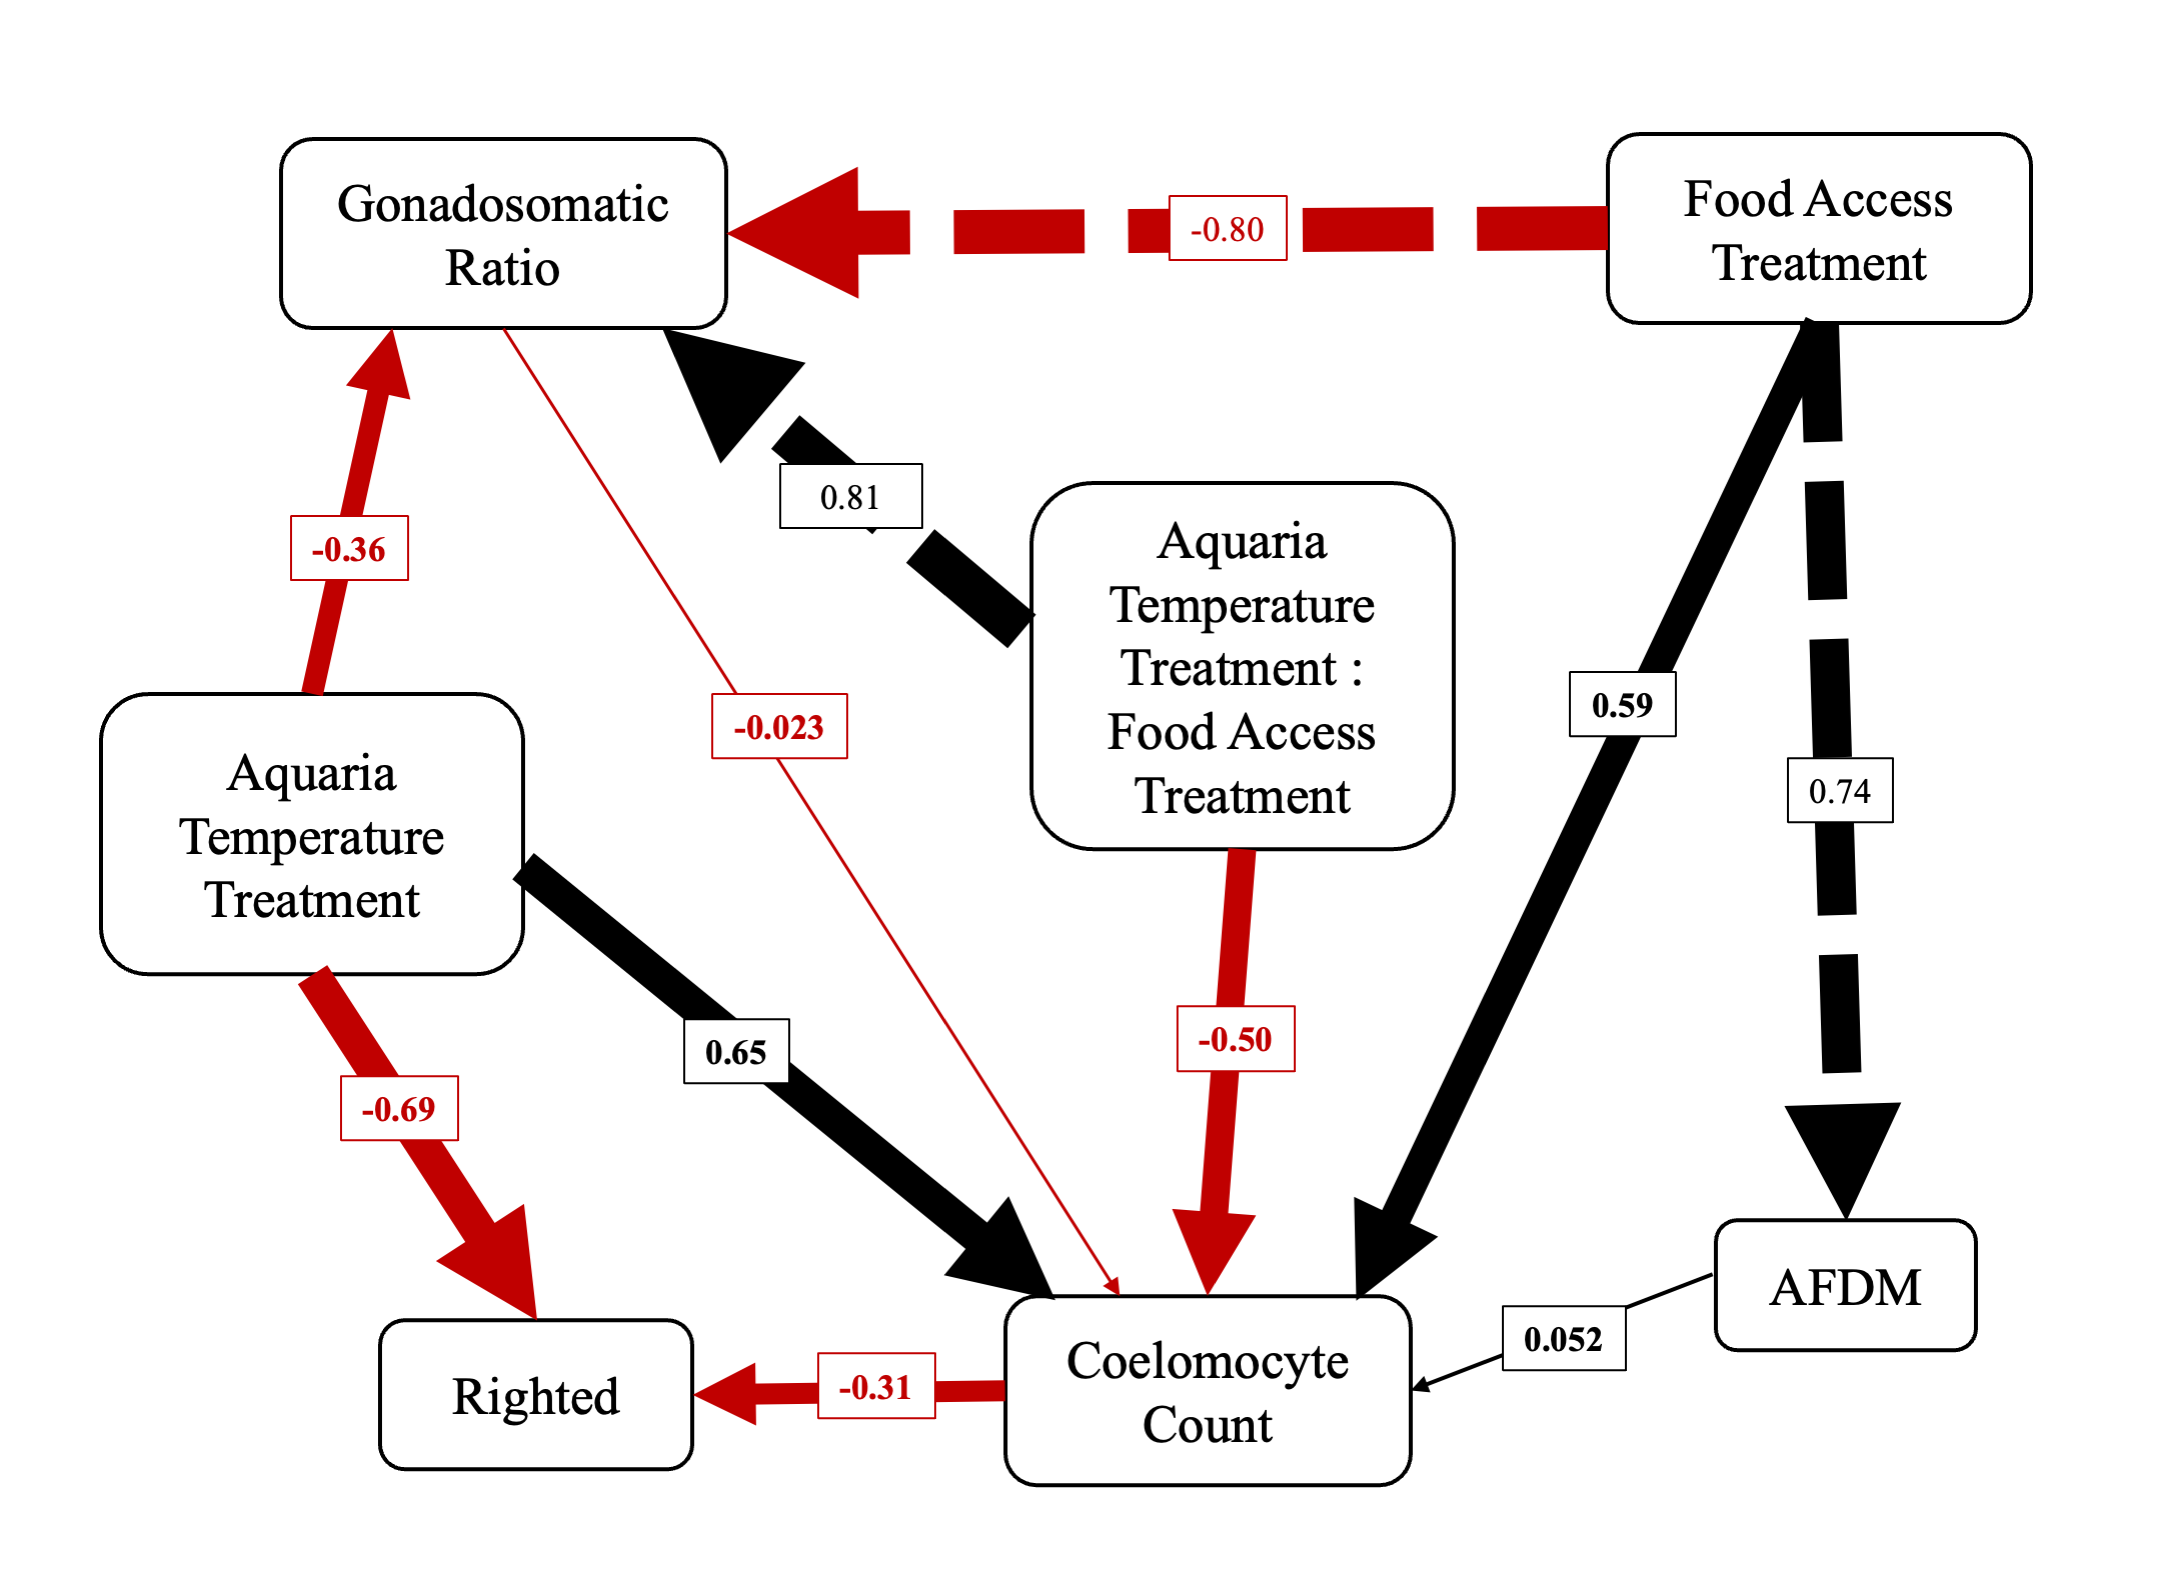 Gonadosomatic
Ratio
-0.80
Food Access
Treatment
0.81
-0.36
Aquaria
Temperature
Treatment :
Food Access
Treatment
-0.023
0.59
0.74
Aquaria
Temperature
Treatment
0.65
-0.50
-0.69
AFDM
0.052
Righted
-0.31
Coelomocyte
Count